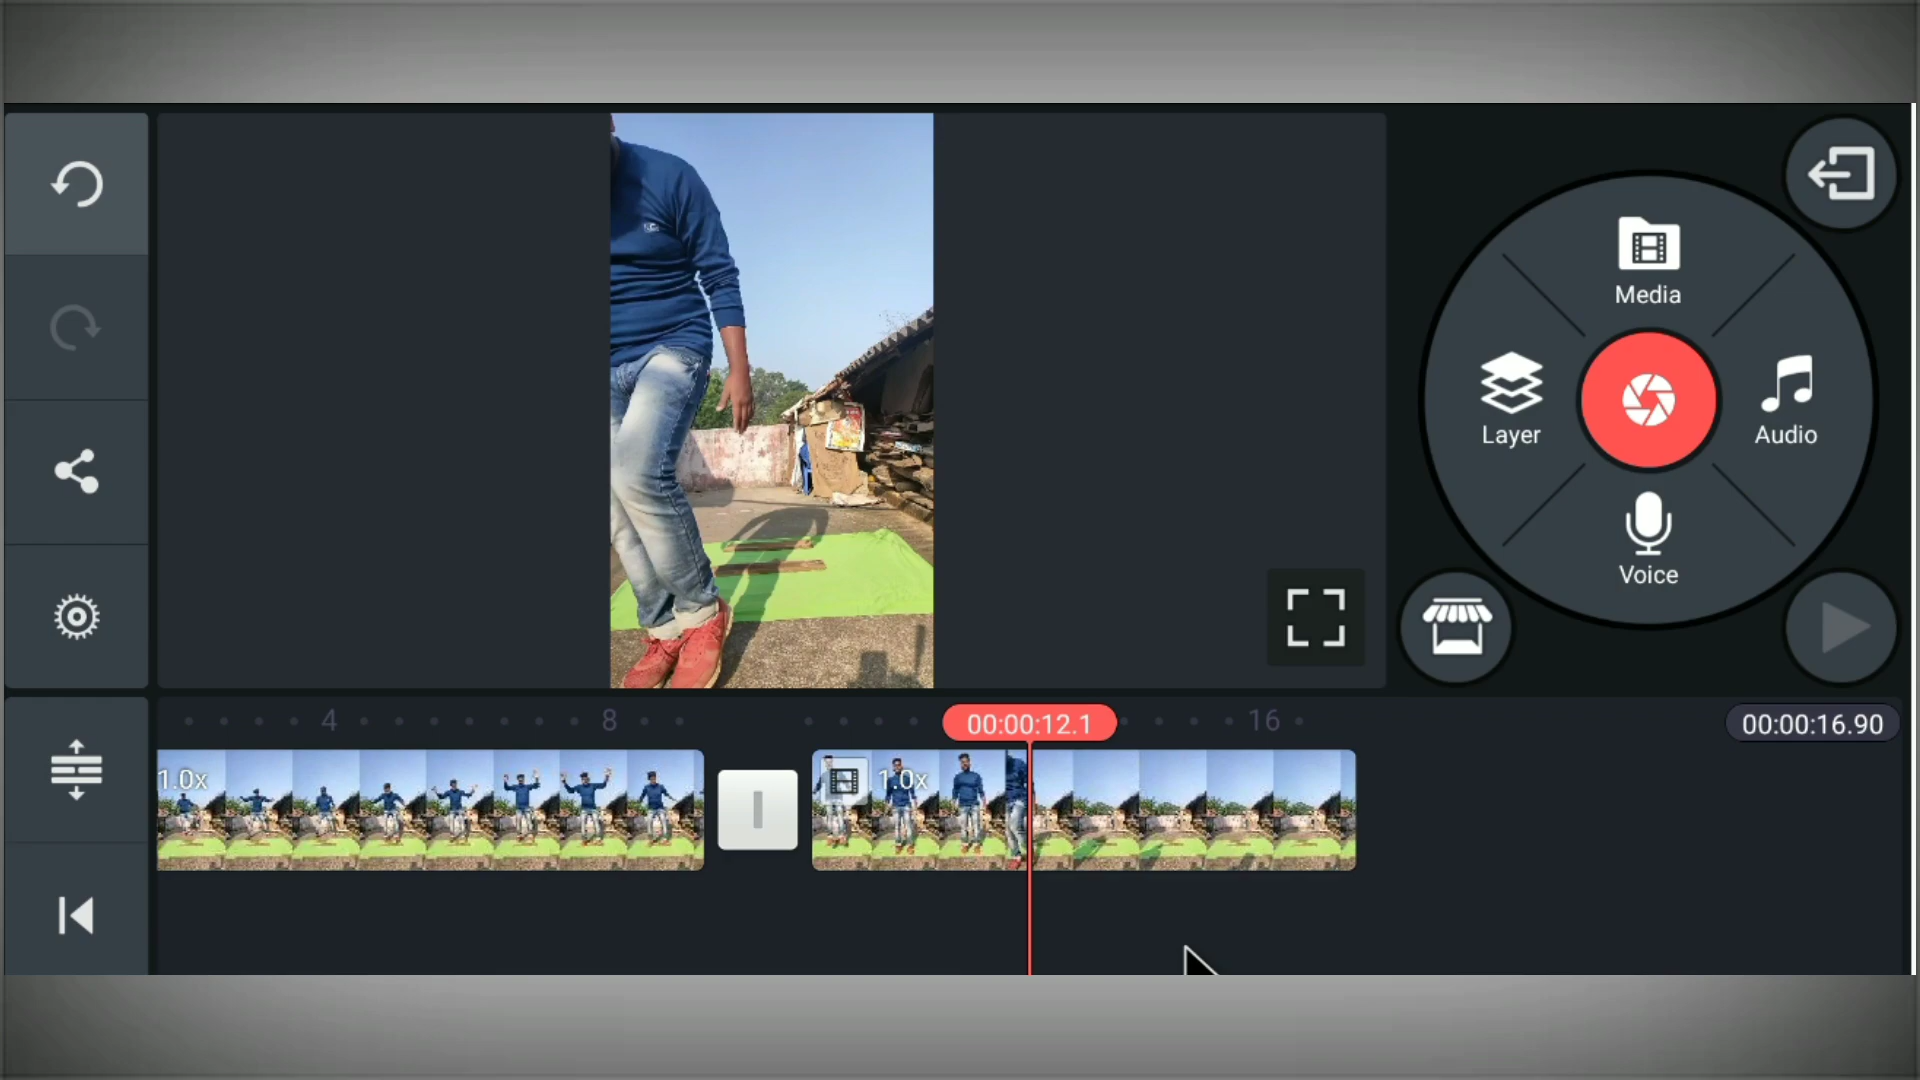 Media
Layer
Audio
Voice
4
8
00:00:12.1
16
00:00:16.90
1.0x
1.0x